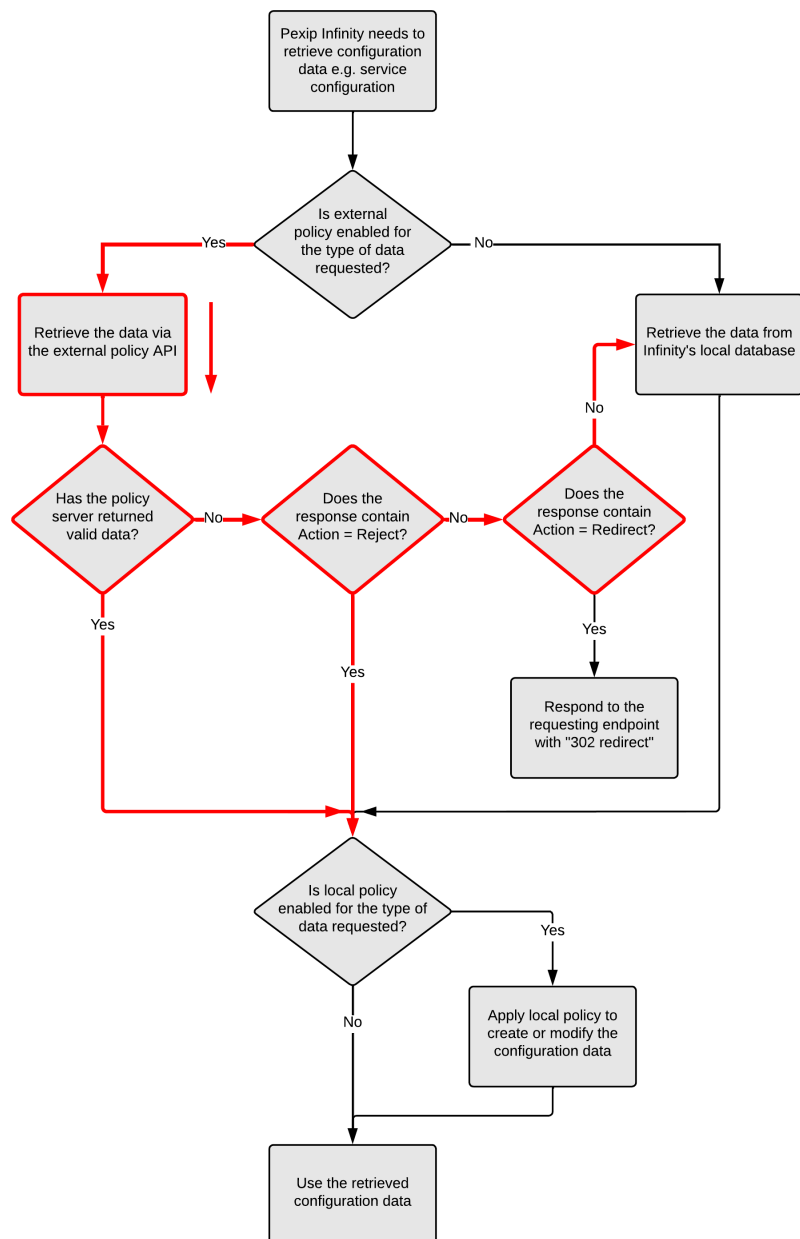 Pexip Infinity needs to
retrieve configuration
data e.g. service
configuration
Is external
policy enabled for
the type of data
requested?
Yes
No
Retrieve the data via
the external policy API
Retrieve the data from
Infinity's local database
No
Has the policy
server returned
valid data?
No
Does the
response contain
Action = Reject?
No
Does the
response contain
Action = Redirect?
Yes
Yes
Yes
Respond to the
requesting endpoint
with "302 redirect"
Is local policy
enabled for the type of
data requested?
Yes
No
Apply local policy to
create or modify the
configuration data
Use the retrieved
configuration data